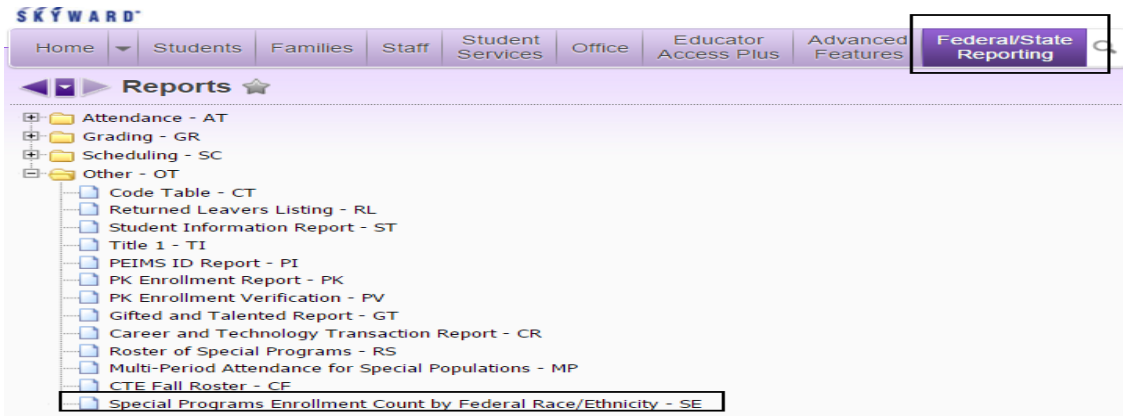 SKYWARD
Home Students Families Staff Student Services Office Educator Access Plus Advanced Features Federal/State Reporting
Reports
Attendance - AT
Grading - GR
Scheduling - SC
Other - OT
Code Table - CT
Returned Leavers Listing - RL
Student Information Report - ST
Title 1 - TI
PEIMS ID Report - PI
PK Enrollment Report - PK
PK Enrollment Verification - PV
Gifted and Talented Report - GT
Career and Technology Transaction Report - CR
Roster of Special Programs - RS
Multi-Period Attendance for Special Populations - MP
CTE Fall Roster - CF
Special Programs Enrollment Count by Federal Race/Ethnicity - SE